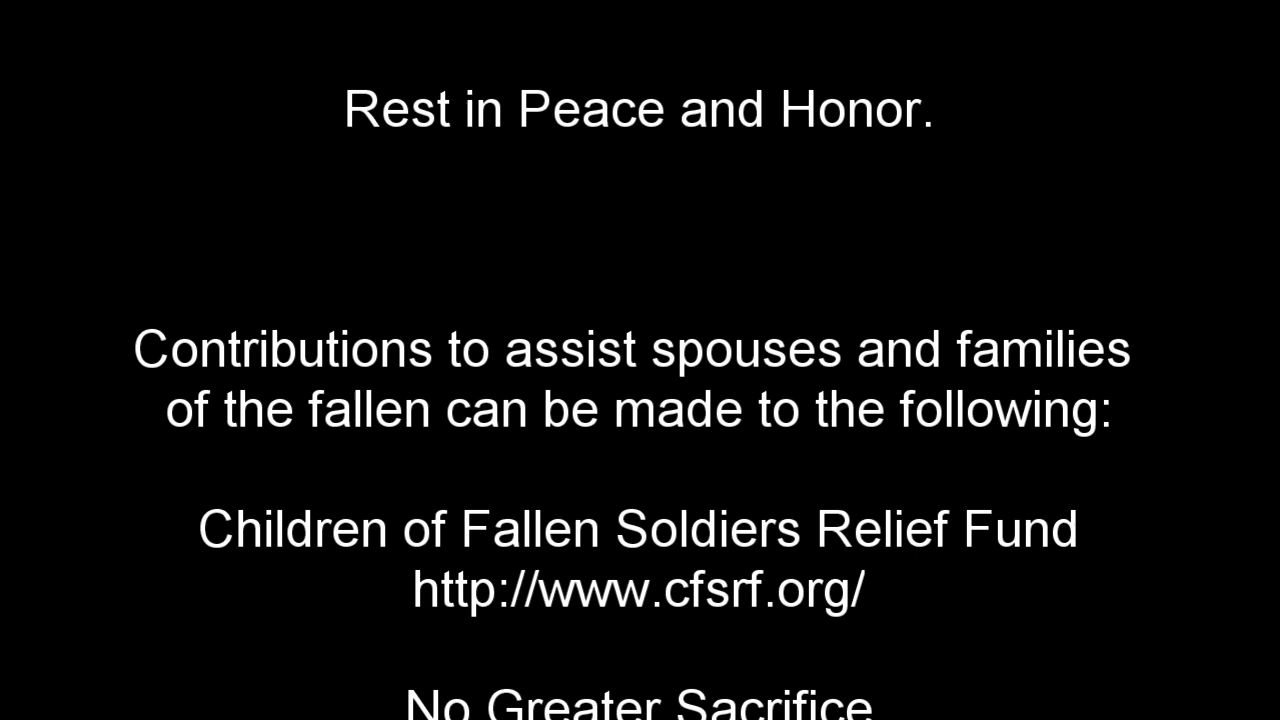 Rest in Peace and Honor.
Contributions to assist spouses and families
of the fallen can be made to the following:
Children of Fallen Soldiers Relief Fund
http://www.cfsrf.org/
No Greater Sacrifice